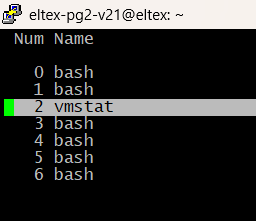 eltex-pg2-v21@eltex: ~
Num Name
0 bash
1 bash
2 vmstat
3 bash
4 bash
5 bash
6 bash